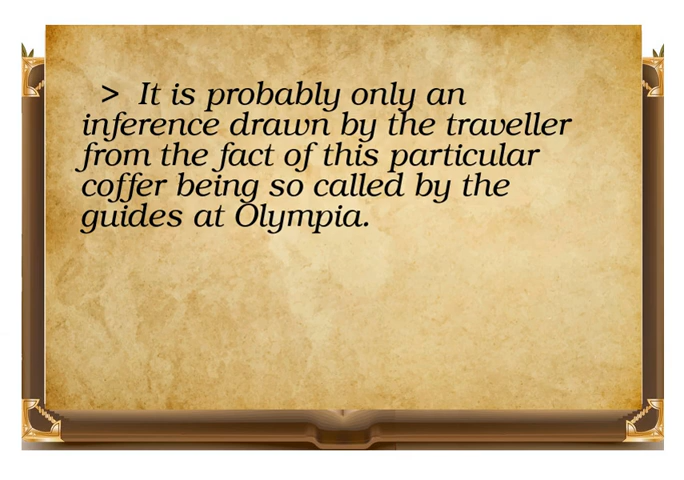 > It is probably only an
inference drawn by the traveller
from the fact of this particular
coffer being so called by the
guides at Olympia.